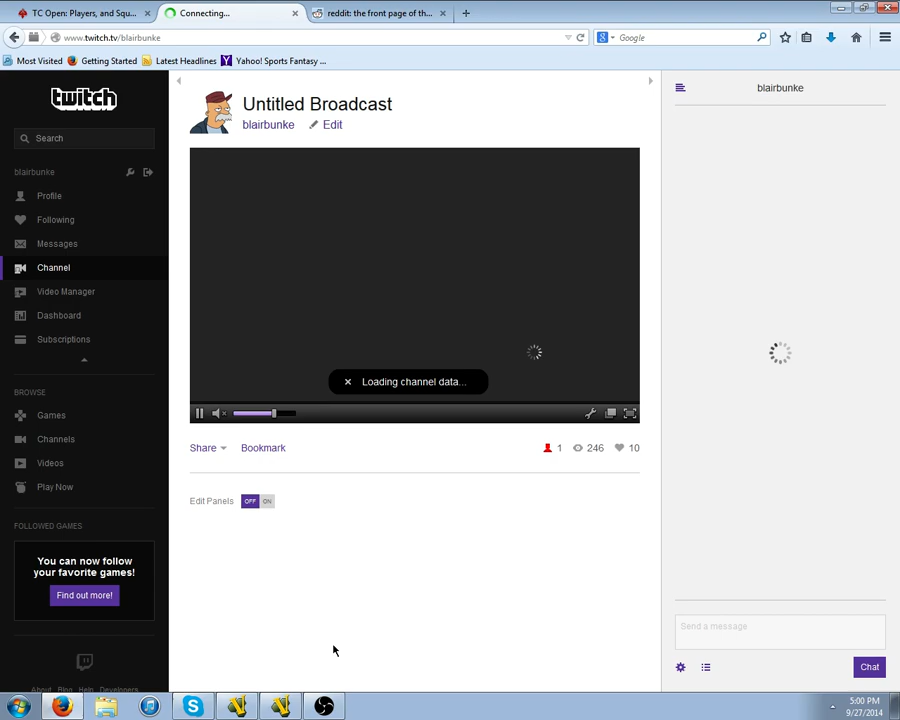 TC Open: Players, and Squ...
Connecting...
reddit: the front page of th...
www.twitch.tv/blairbunke
Google
Most Visited
Getting Started
Latest Headlines
Yahoo! Sports Fantasy ...
twitch
Search
blairbunke
Profile
Following
Messages
Channel
Video Manager
Dashboard
Subscriptions
BROWSE
Games
Channels
Videos
Play Now
FOLLOWED GAMES
You can now follow
your favorite games!
Find out more!
About Blog Help Developers
Untitled Broadcast
blairbunke Edit
Loading channel data...
Share Bookmark
1 246 10
Edit Panels OFF ON
blairbunke
Send a message
Chat
5:00 PM
9/27/2014